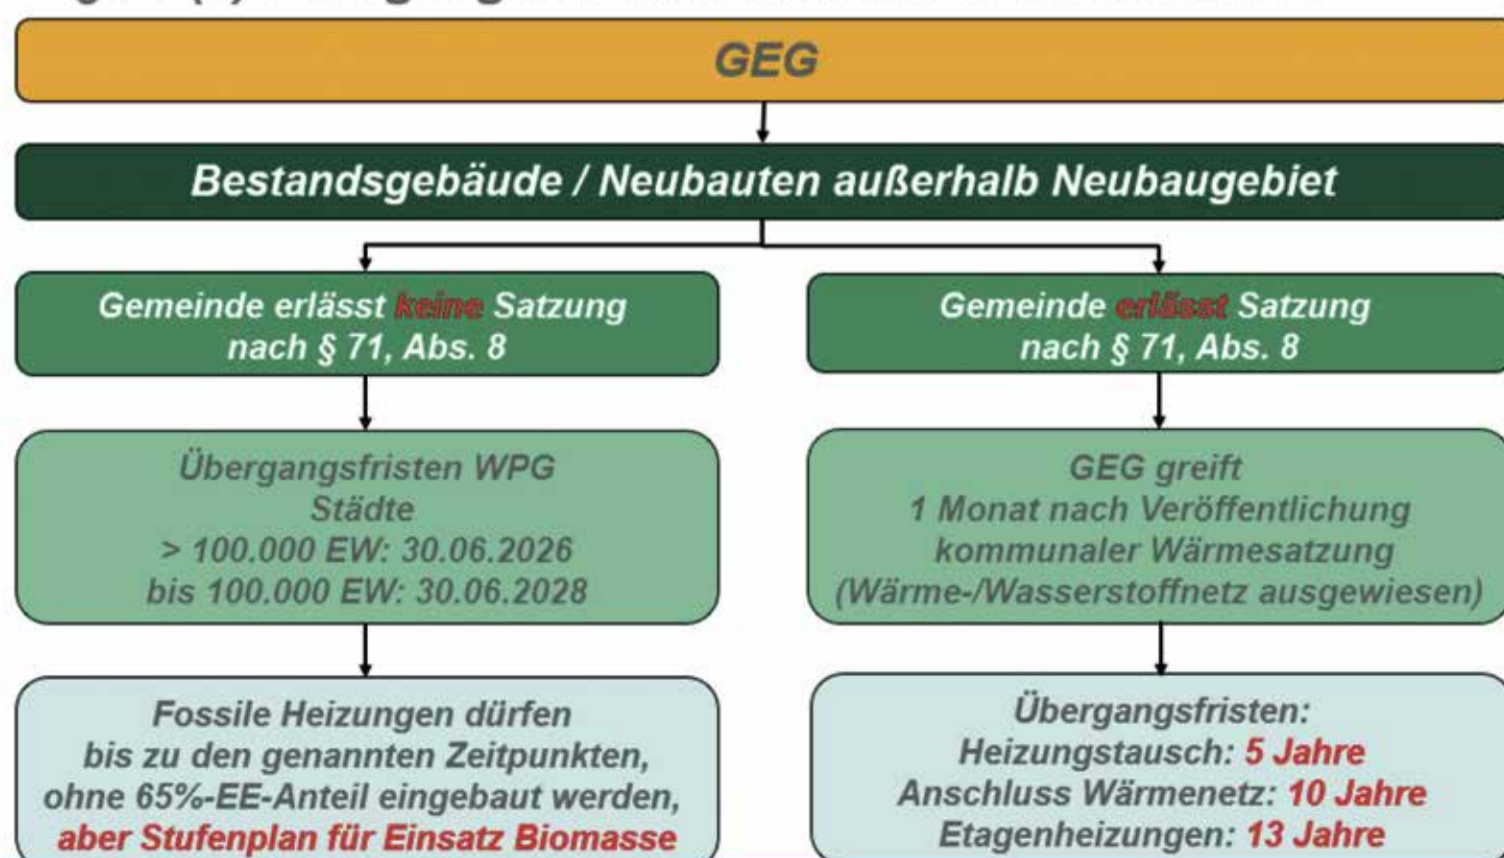 GEG
Bestandsgebäude / Neubauten außerhalb Neubaugebiet
Gemeinde erlässt keine Satzung
nach § 71, Abs. 8
Übergangsfristen WPG
Städte
> 100.000 EW: 30.06.2026
bis 100.000 EW: 30.06.2028
Fossile Heizungen dürfen
bis zu den genannten Zeitpunkten,
ohne 65%-EE-Anteil eingebaut werden,
aber Stufenplan für Einsatz Biomasse
Gemeinde erlässt Satzung
nach § 71, Abs. 8
GEG greift
1 Monat nach Veröffentlichung
kommunaler Wärmesatzung
(Wärme-/Wasserstoffnetz ausgewiesen)
Übergangsfristen:
Heizungstausch: 5 Jahre
Anschluss Wärmenetz: 10 Jahre
Etagenheizungen: 13 Jahre